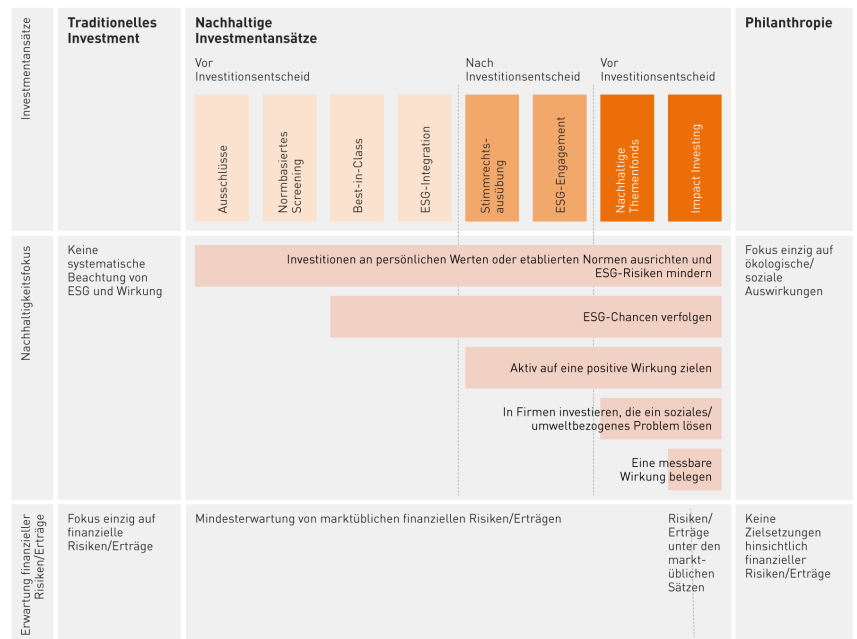 Investmentansätze
Traditionelles
Investment
Nachhaltige
Investmentansätze
Philanthropie
Vor
Investitionsentscheid
Nach
Investitionsentscheid
Vor
Investitionsentscheid
Ausschlüsse
Normbasiertes
Screening
Best-in-Class
ESG-Integration
Stimmrechts-
ausübung
ESG-Engagement
Nachhaltige
Themenfonds
Impact Investing
Nachhaltigkeitsfokus
Keine
systematische
Beachtung von
ESG und Wirkung
Investitionen an persönlichen Werten oder etablierten Normen ausrichten und
ESG-Risiken mindern
ESG-Chancen verfolgen
Aktiv auf eine positive Wirkung zielen
In Firmen investieren, die ein soziales/
umweltbezogenes Problem lösen
Eine messbare
Wirkung belegen
Fokus einzig auf
ökologische/
soziale
Auswirkungen
Erwartung finanzieller
Risiken/Erträge
Fokus einzig auf
finanzielle
Risiken/Erträge
Mindesterwartung von marktüblichen finanziellen Risiken/Erträgen
Risiken/
Erträge
unter den
markt-
üblichen
Sätzen
Keine
Zielsetzungen
hinsichtlich
finanzieller
Risiken/Erträge